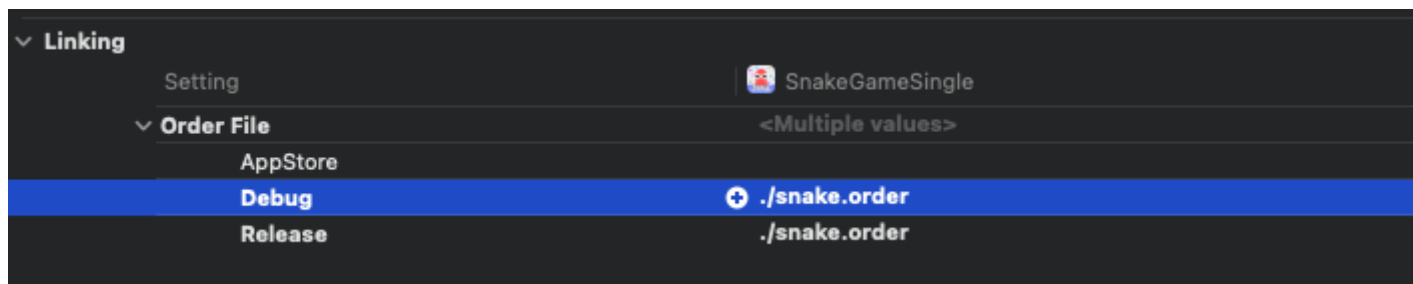 Linking
Setting SnakeGameSingle
Order File <Multiple values>
AppStore
Debug ./snake.order
Release ./snake.order